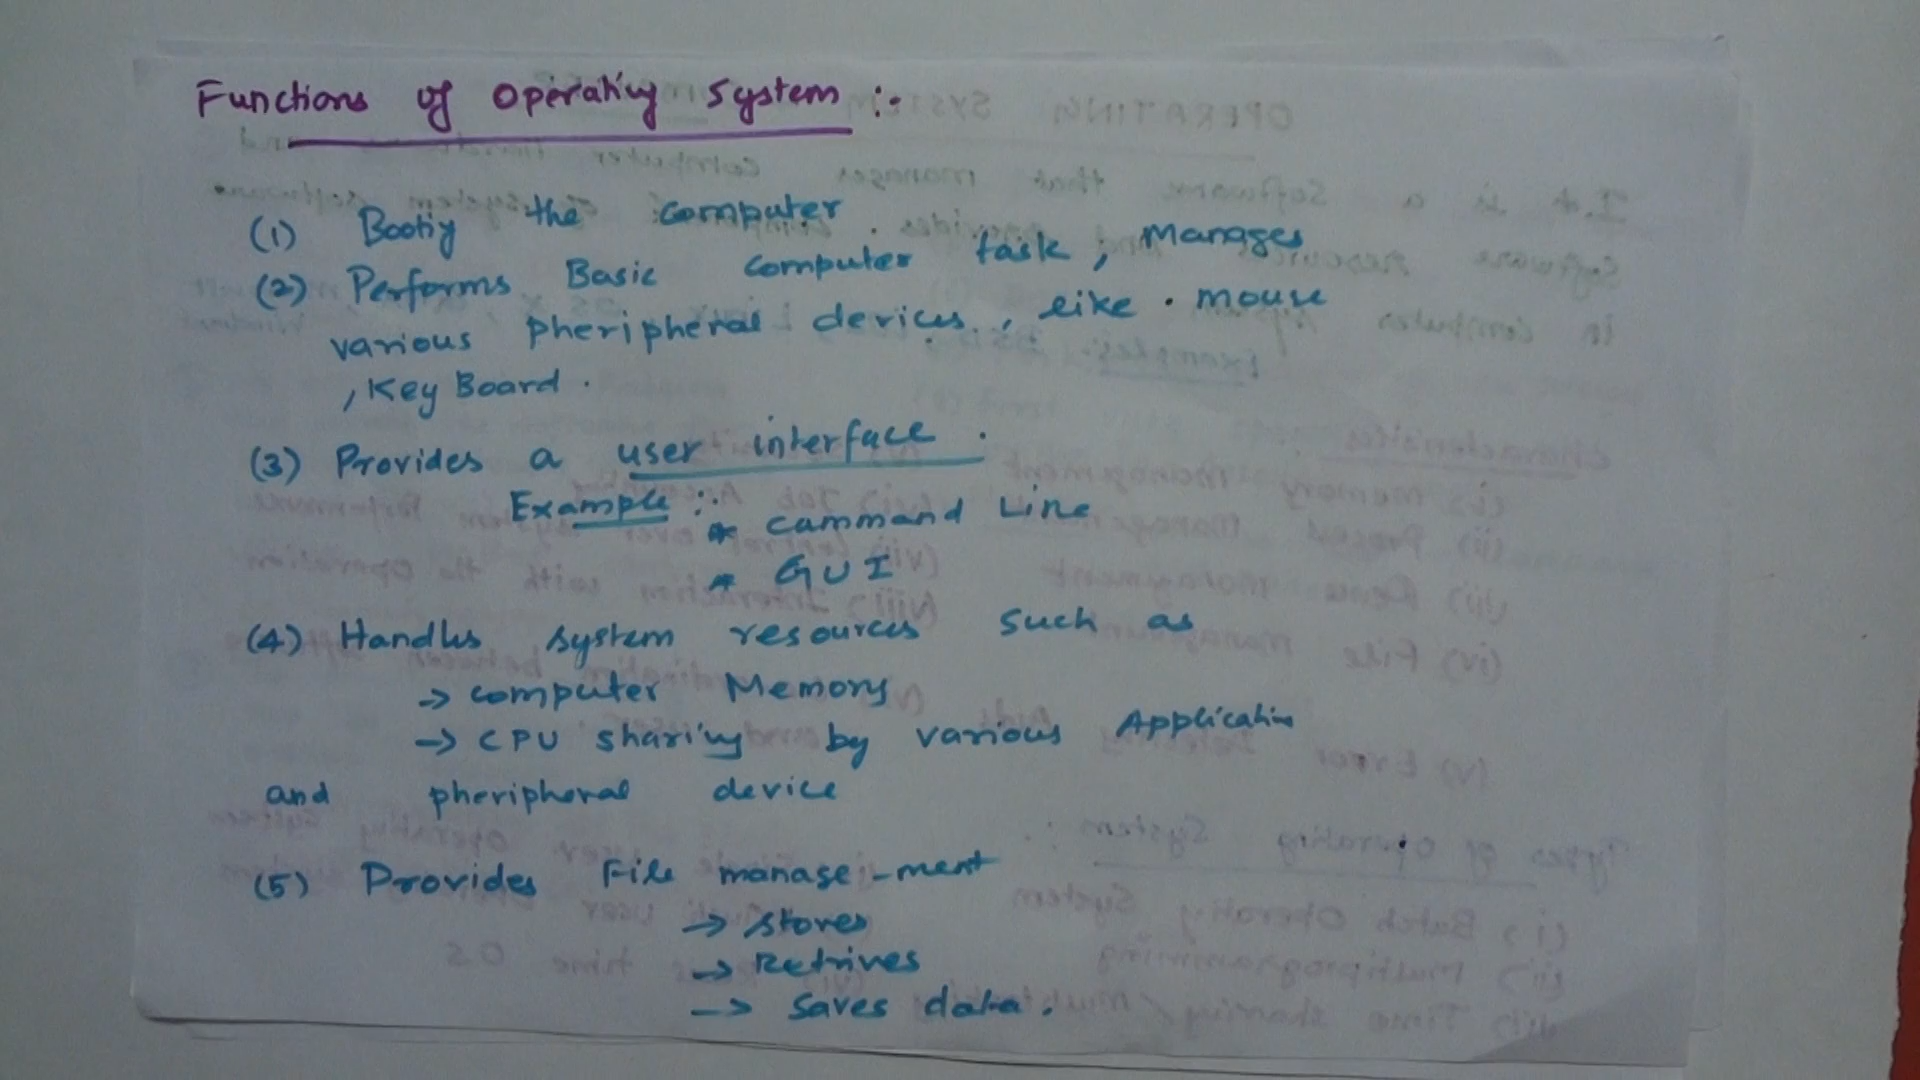 Functions of Operating System :-
(1) Booting the computer.
(2) Performs Basic computer task, manages
various pheripheral devices, like mouse
, Key Board.
(3) Provides a user interface.
Example :-
* cammand Line
* GUI
(4) Handles system resources such as
→ computer Memory
→ CPU sharing by various Application
and pheripheral device
(5) Provides File manage-ment
→ stores
→ Retrives
→ saves data.